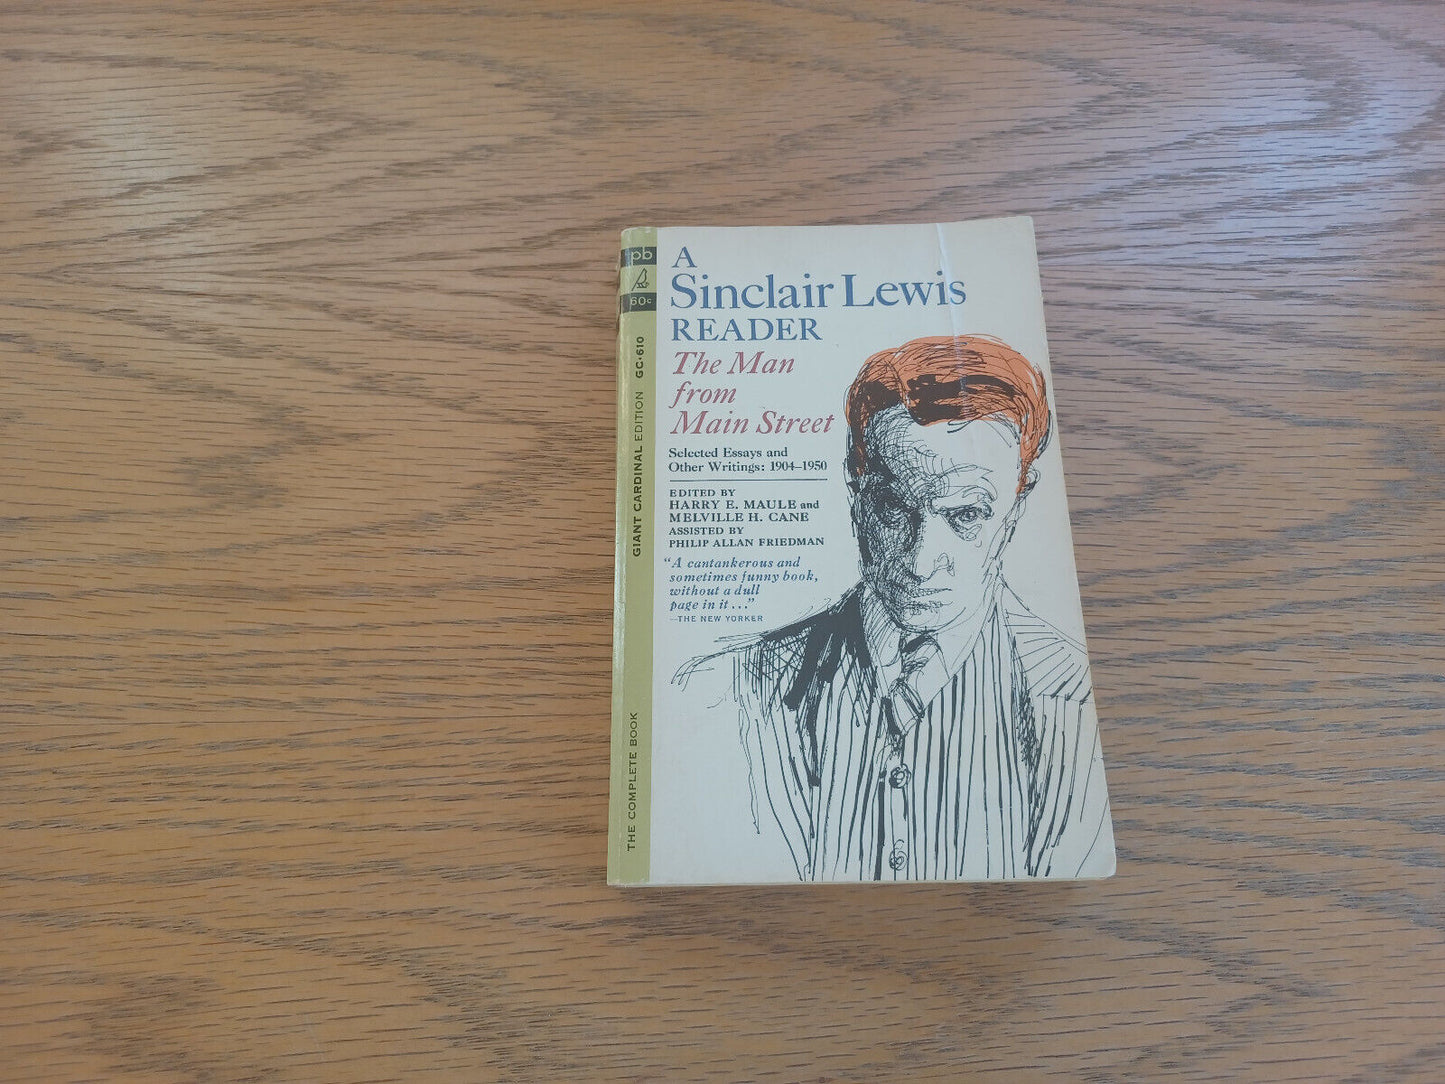 pb
60c
GIANT CARDINAL EDITION GC·610
THE COMPLETE BOOK
A
Sinclair Lewis
READER
The Man
from
Main Street
Selected Essays and
Other Writings: 1904–1950
EDITED BY
HARRY E. MAULE and
MELVILLE H. CANE
ASSISTED BY
PHILIP ALLAN FRIEDMAN
"A cantankerous and
sometimes funny book,
without a dull
page in it..."
—THE NEW YORKER